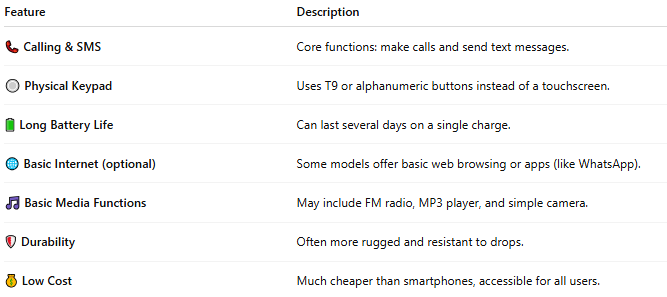 Feature Description
📞 Calling & SMS Core functions: make calls and send text messages.
🔘 Physical Keypad Uses T9 or alphanumeric buttons instead of a touchscreen.
🔋 Long Battery Life Can last several days on a single charge.
🌐 Basic Internet (optional) Some models offer basic web browsing or apps (like WhatsApp).
🎵 Basic Media Functions May include FM radio, MP3 player, and simple camera.
🛡️ Durability Often more rugged and resistant to drops.
💰 Low Cost Much cheaper than smartphones, accessible for all users.